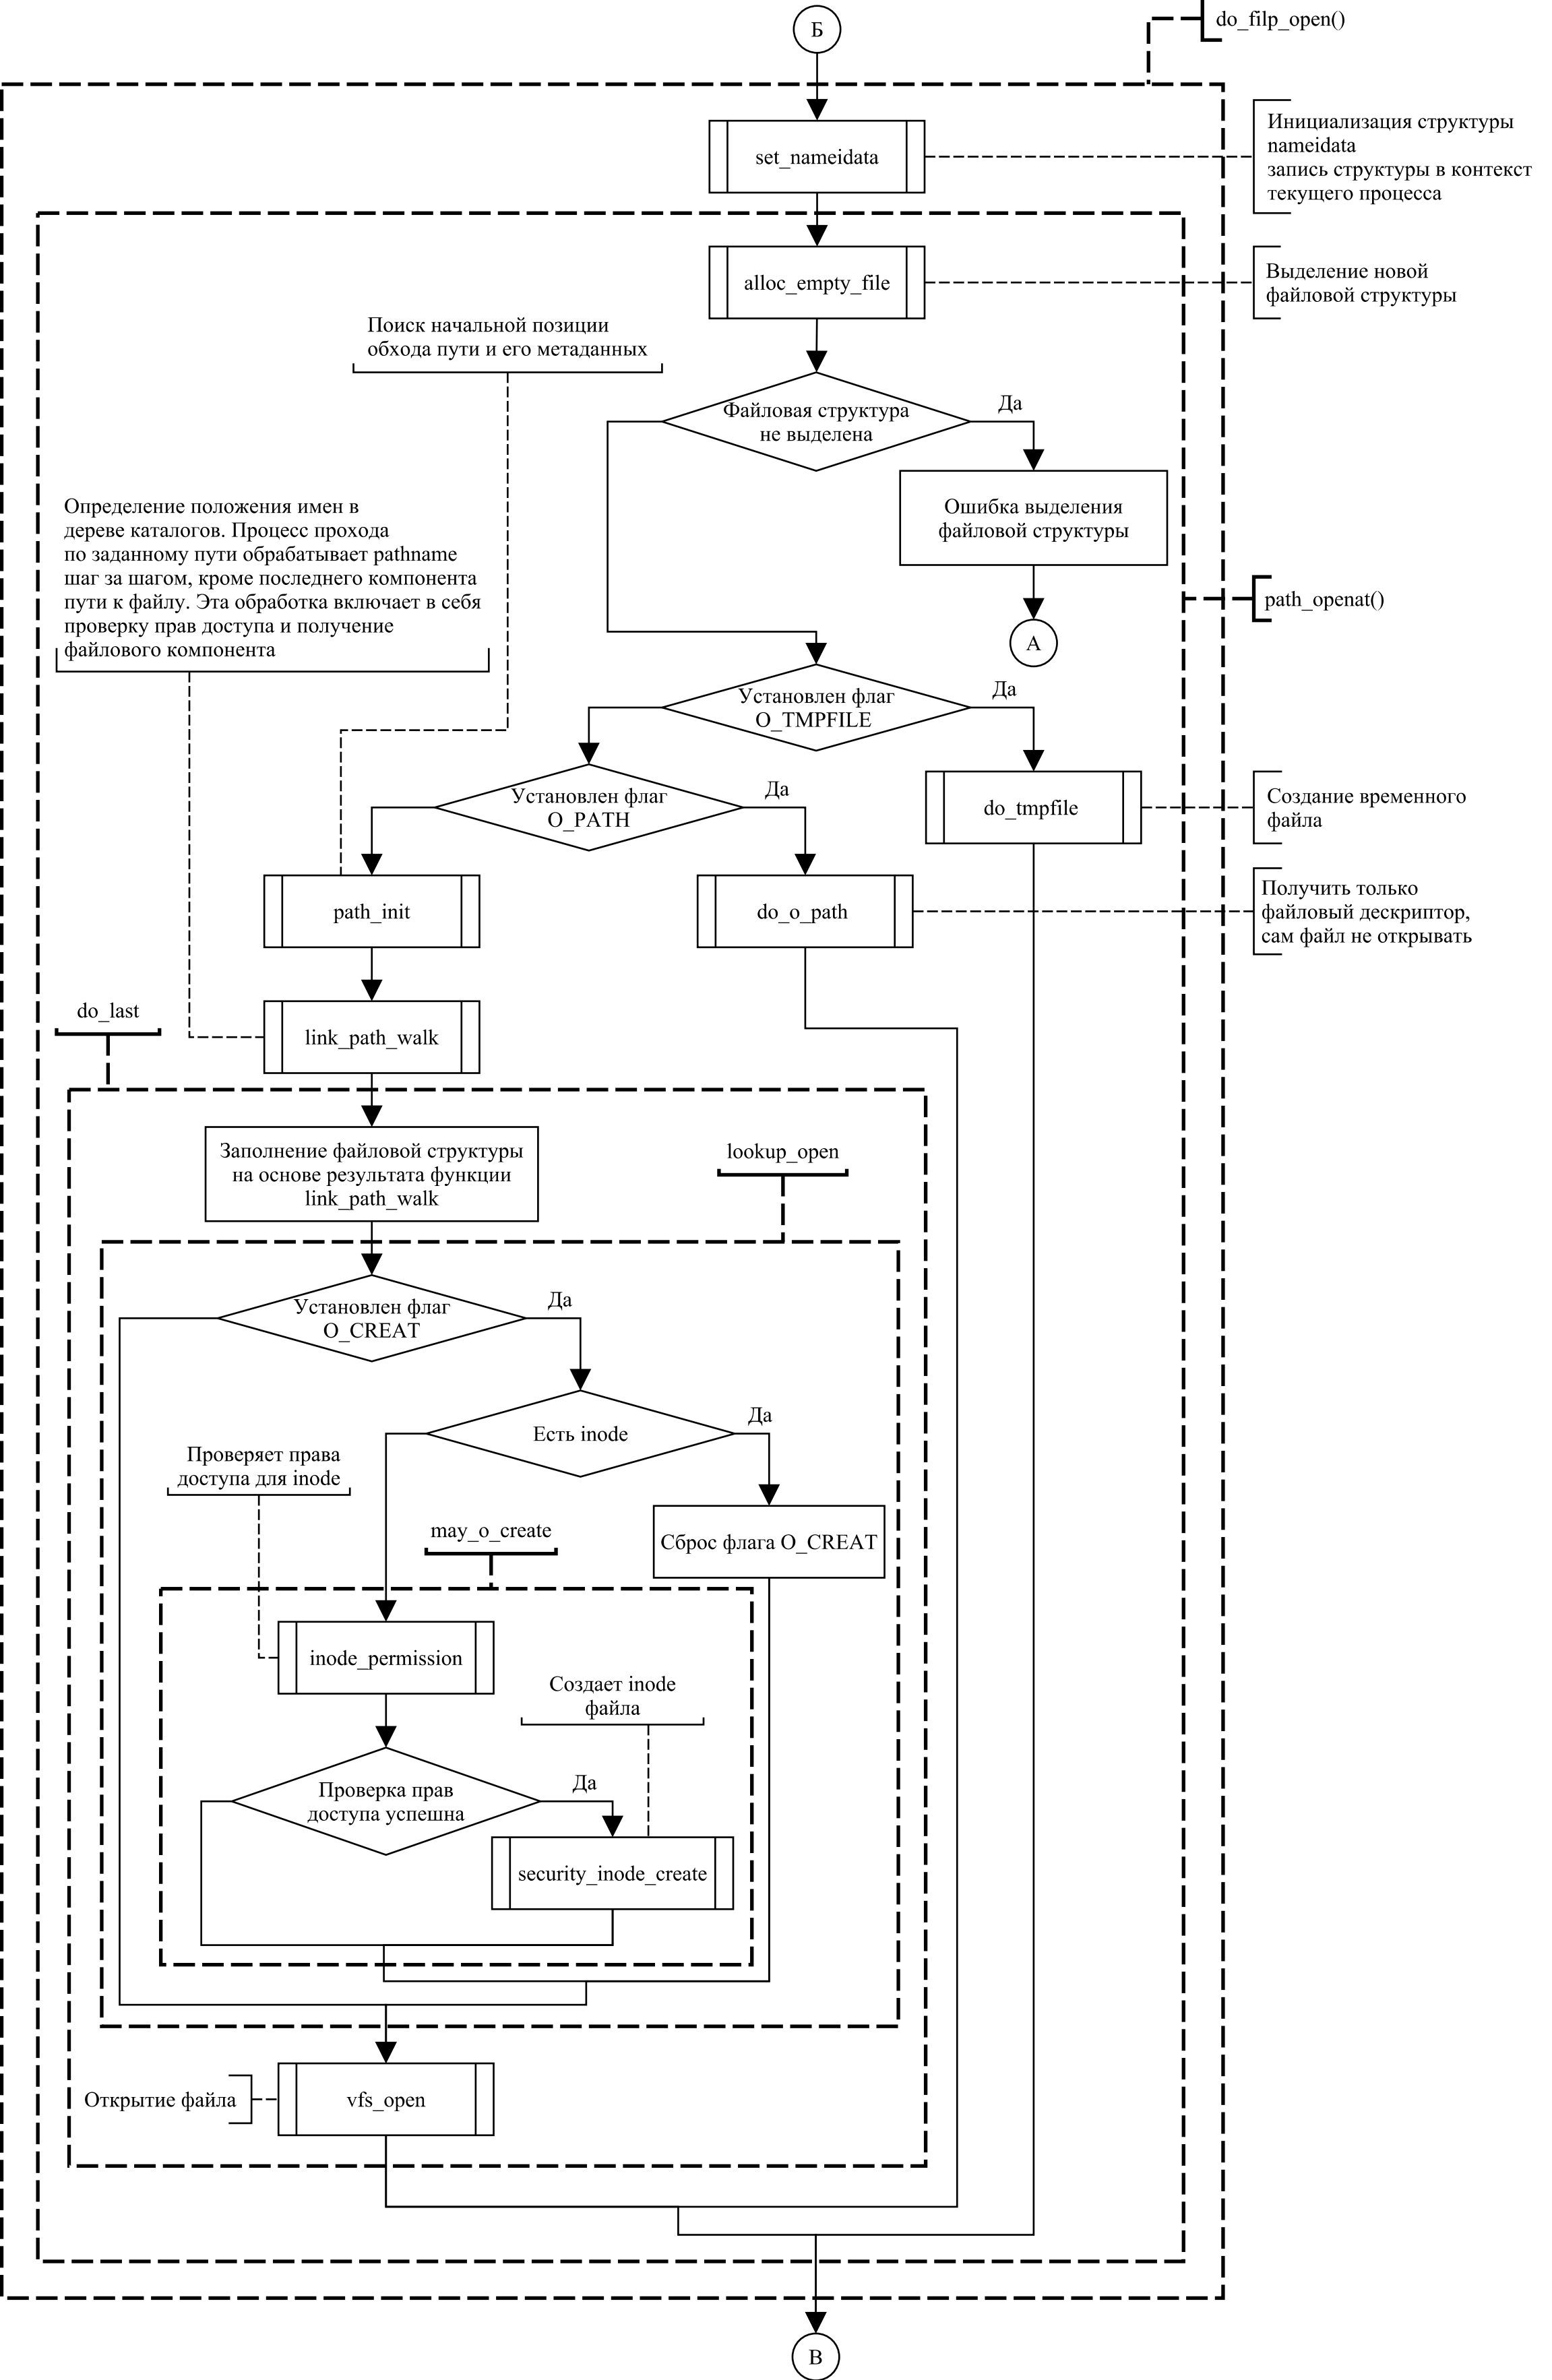 Б
do_filp_open()
set_nameidata
Инициализация структуры
nameidata
запись структуры в контекст
текущего процесса
alloc_empty_file
Выделение новой
файловой структуры
Поиск начальной позиции
обхода пути и его метаданных
Файловая структура
не выделена
Да
Ошибка выделения
файловой структуры
Определение положения имен в
дереве каталогов. Процесс прохода
по заданному пути обрабатывает pathname
шаг за шагом, кроме последнего компонента
пути к файлу. Эта обработка включает в себя
проверку прав доступа и получение
файлового компонента
path_openat()
А
Установлен флаг
O_TMPFILE
Да
Установлен флаг
O_PATH
Да
do_tmpfile
Создание временного
файла
path_init
do_o_path
Получить только
файловый дескриптор,
сам файл не открывать
do_last
link_path_walk
Заполнение файловой структуры
на основе результата функции
link_path_walk
lookup_open
Установлен флаг
O_CREAT
Да
Есть inode
Да
Проверяет права
доступа для inode
may_o_create
Сброс флага O_CREAT
inode_permission
Создает inode
файла
Проверка прав
доступа успешна
Да
security_inode_create
Открытие файла
vfs_open
В